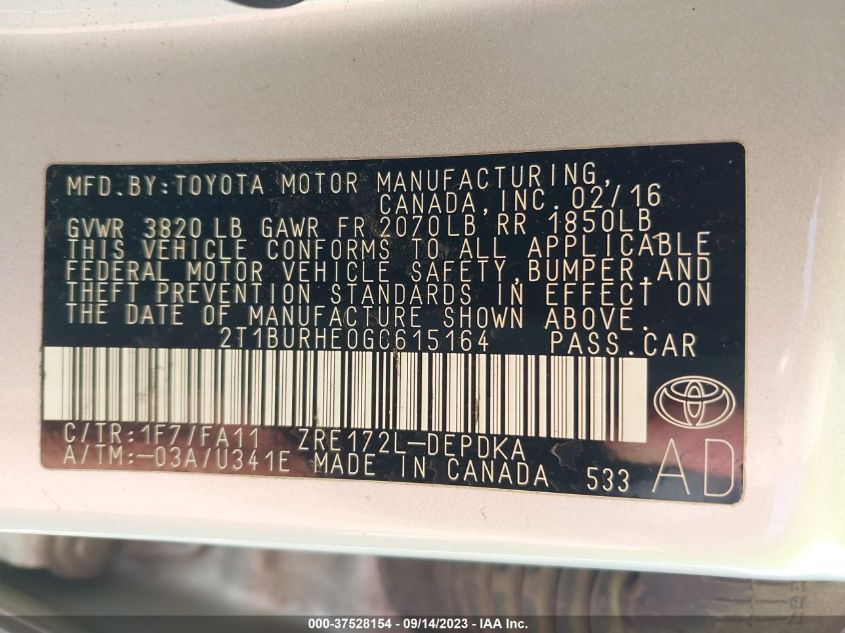 MFD.BY:TOYOTA MOTOR MANUFACTURING,
CANADA,INC. 02/16
GVWR 3820 LB GAWR FR 2070LB RR 1850LB
THIS VEHICLE CONFORMS TO ALL APPLICABLE
FEDERAL MOTOR VEHICLE SAFETY,BUMPER,AND
THEFT PREVENTION STANDARDS IN EFFECT ON
THE DATE OF MANUFACTURE SHOWN ABOVE.
2T1BURHE0GC615164 PASS.CAR
C/TR:1F7/FA11 ZRE172L-DEPDKA
A/TM:-03A/U341E MADE IN CANADA 533
AD
000-37528154 - 09/14/2023 - IAA Inc.